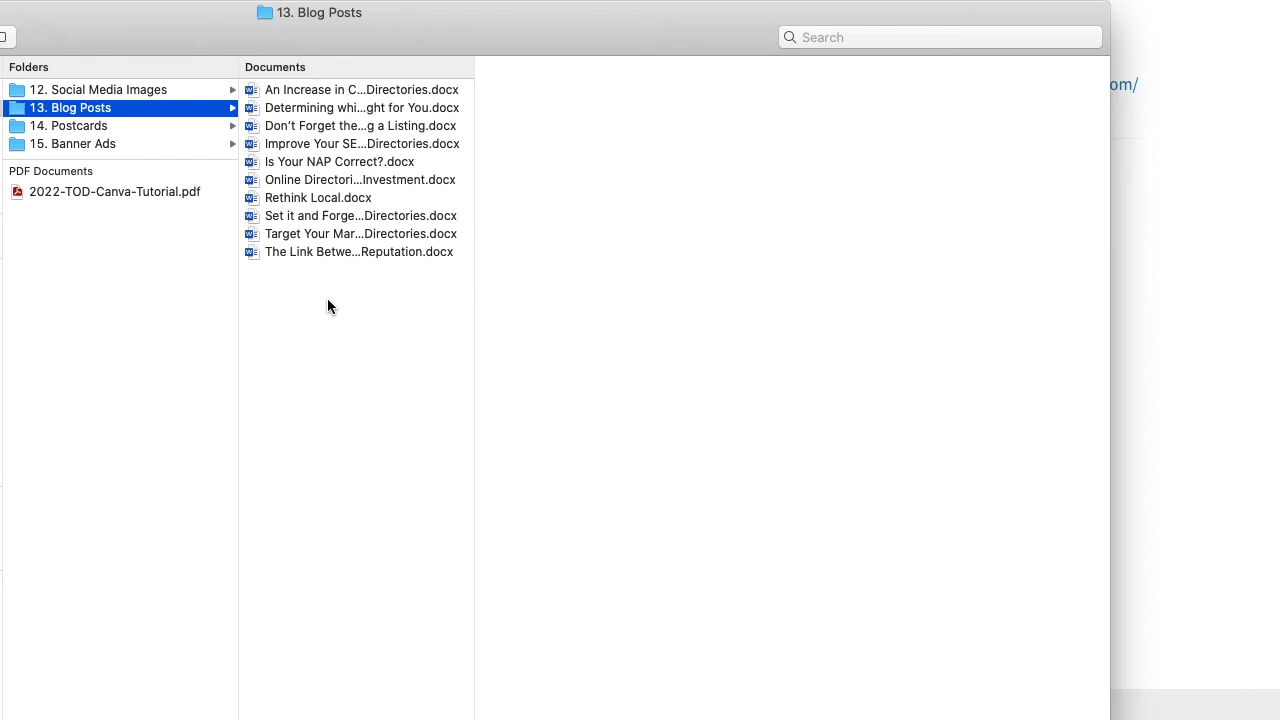 13. Blog Posts
Search
om/
Folders
12. Social Media Images
13. Blog Posts
14. Postcards
15. Banner Ads
PDF Documents
2022-TOD-Canva-Tutorial.pdf
Documents
An Increase in C...Directories.docx
Determining whi...ght for You.docx
Don’t Forget the...g a Listing.docx
Improve Your SE...Directories.docx
Is Your NAP Correct?.docx
Online Directori...Investment.docx
Rethink Local.docx
Set it and Forge...Directories.docx
Target Your Mar...Directories.docx
The Link Betwe...Reputation.docx